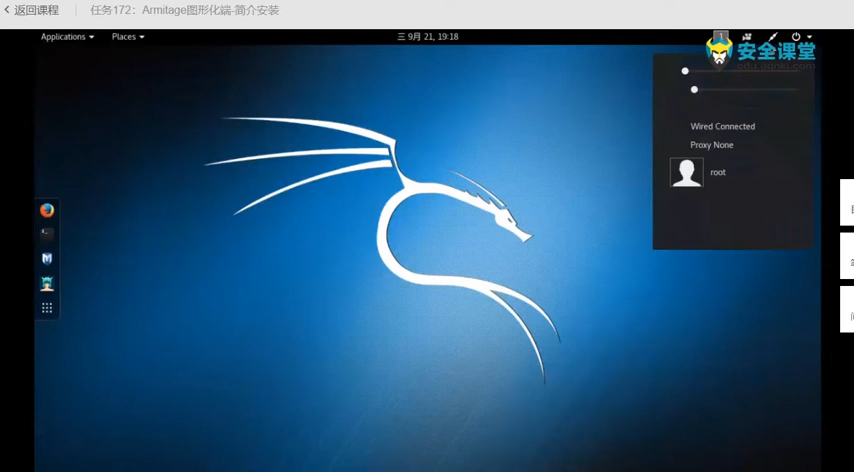 返回课程 任务172：Armitage图形化端-简介安装
Applications Places 三 9月 21, 19:18 1
安全课堂
Wired Connected
Proxy None
root